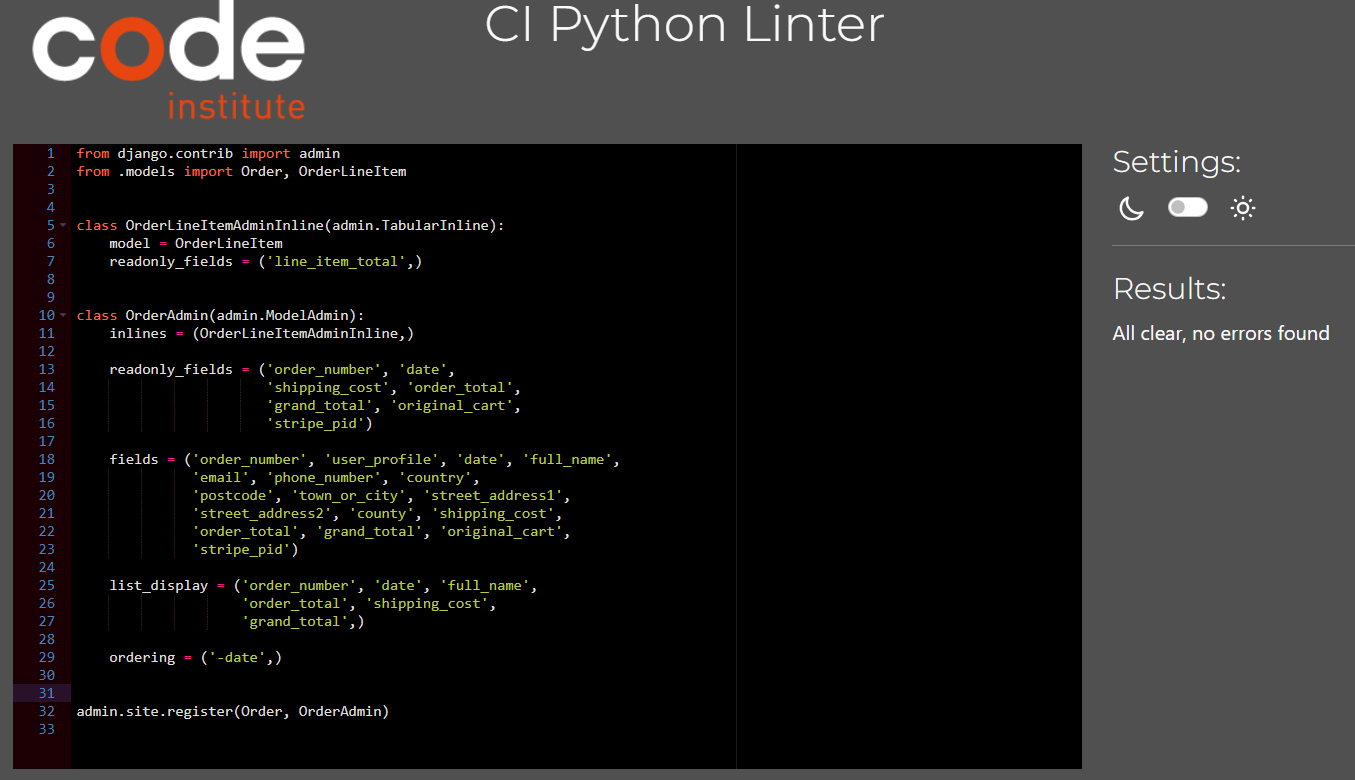 code
institute
CI Python Linter
1 from django.contrib import admin
2 from .models import Order, OrderLineItem
3
4
5 class OrderLineItemAdminInline(admin.TabularInline):
6     model = OrderLineItem
7     readonly_fields = ('line_item_total',)
8
9
10 class OrderAdmin(admin.ModelAdmin):
11     inlines = (OrderLineItemAdminInline,)
12
13     readonly_fields = ('order_number', 'date',
14                        'shipping_cost', 'order_total',
15                        'grand_total', 'original_cart',
16                        'stripe_pid')
17
18     fields = ('order_number', 'user_profile', 'date', 'full_name',
19               'email', 'phone_number', 'country',
20               'postcode', 'town_or_city', 'street_address1',
21               'street_address2', 'county', 'shipping_cost',
22               'order_total', 'grand_total', 'original_cart',
23               'stripe_pid')
24
25     list_display = ('order_number', 'date', 'full_name',
26                     'order_total', 'shipping_cost',
27                     'grand_total',)
28
29     ordering = ('-date',)
30
31
32 admin.site.register(Order, OrderAdmin)
33
Settings:
Results:
All clear, no errors found